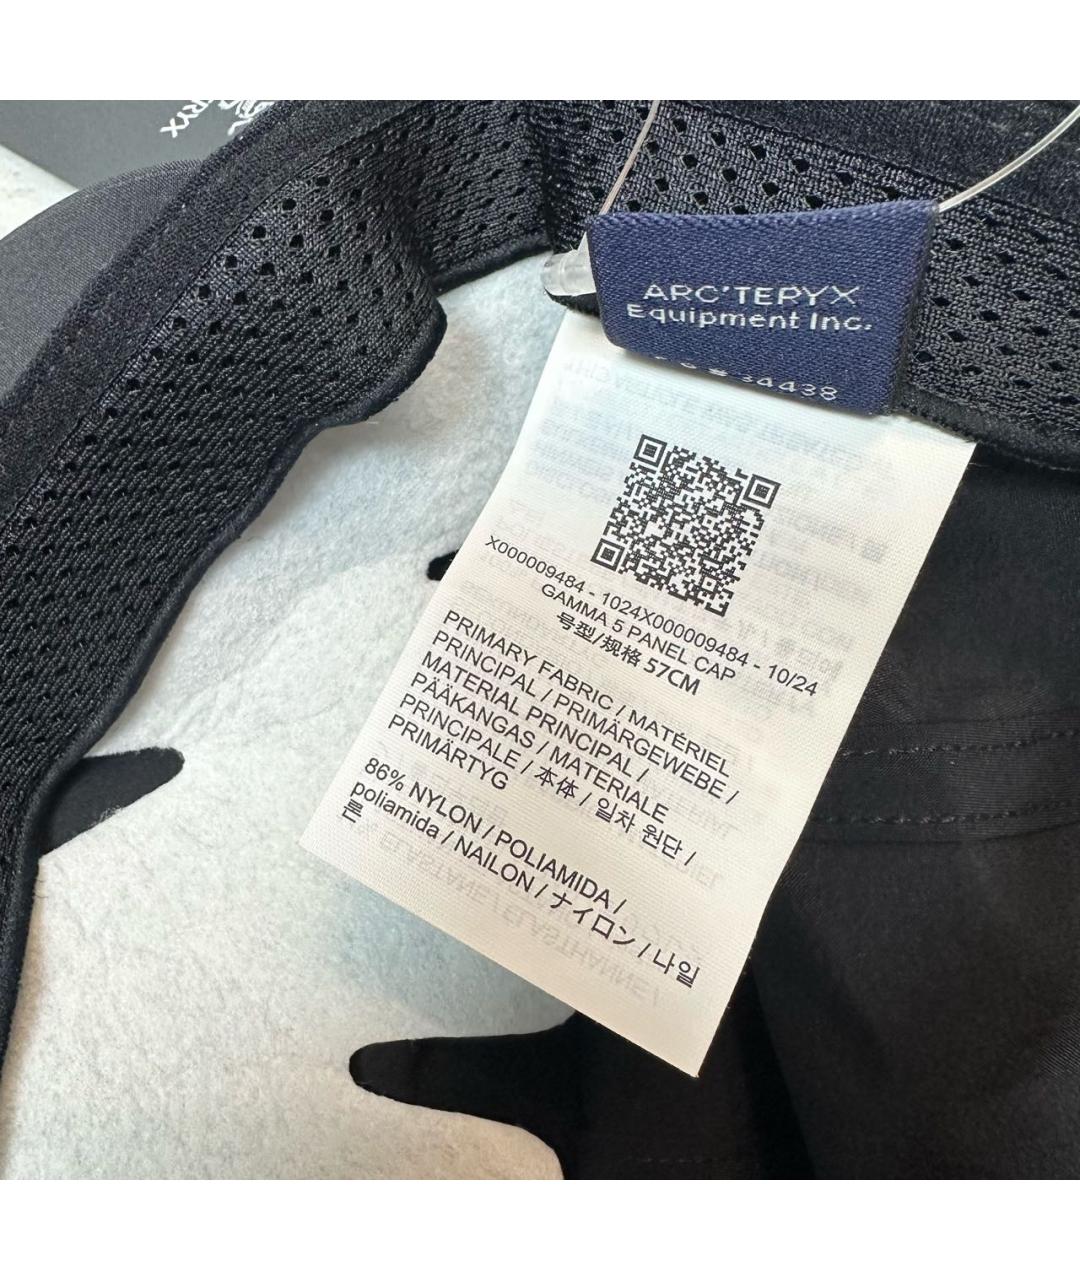 ARC'TERYX
Equipment Inc.
34438
X000009484 - 1024X000009484 - 10/24
GAMMA 5 PANEL CAP
号型/规格 57CM
PRIMARY FABRIC / MATÉRIEL
PRINCIPAL / PRIMÄRGEWEBE /
MATERIAL PRINCIPAL /
PÄÄKANGAS / MATERIALE
PRINCIPALE / 本体 / 일차 원단 /
PRIMÄRTYG
86% NYLON / POLIAMIDA /
poliamida / NAILON / ナイロン / 나일
론